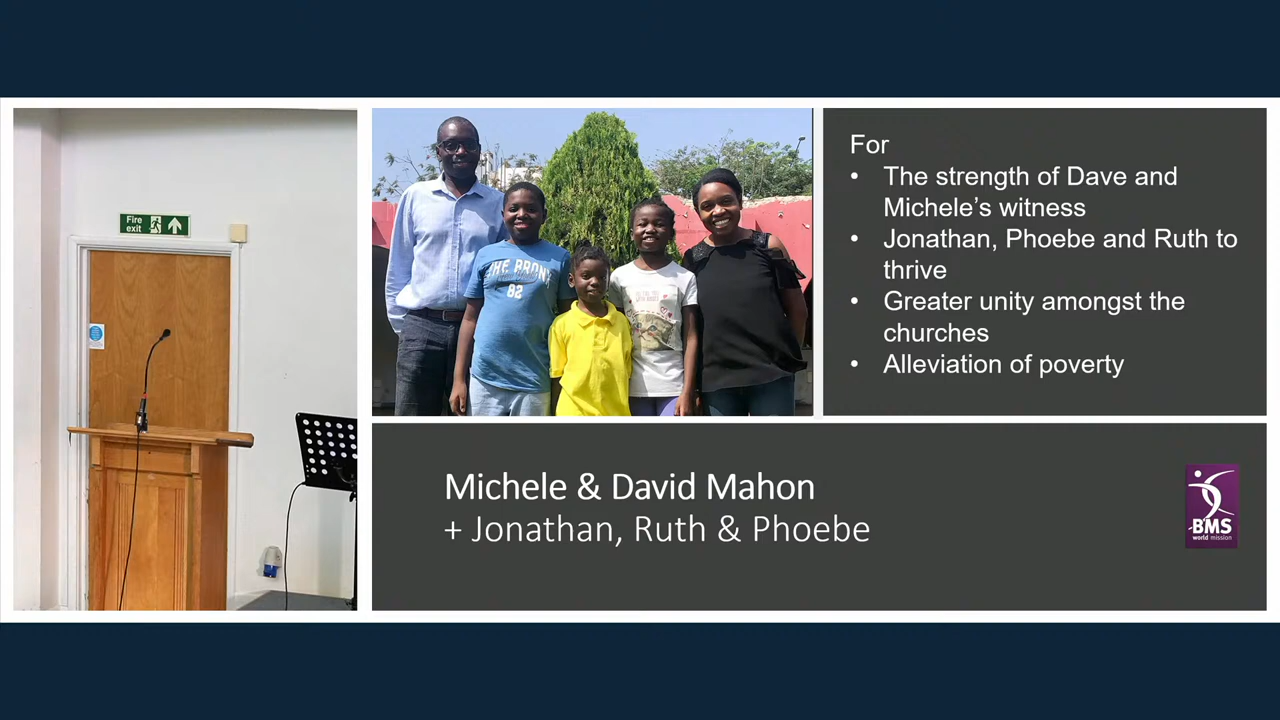 Fire
exit
THE BRONX
82
For
• The strength of Dave and
Michele's witness
• Jonathan, Phoebe and Ruth to
thrive
• Greater unity amongst the
churches
• Alleviation of poverty
Michele & David Mahon
+ Jonathan, Ruth & Phoebe
BMS
world mission